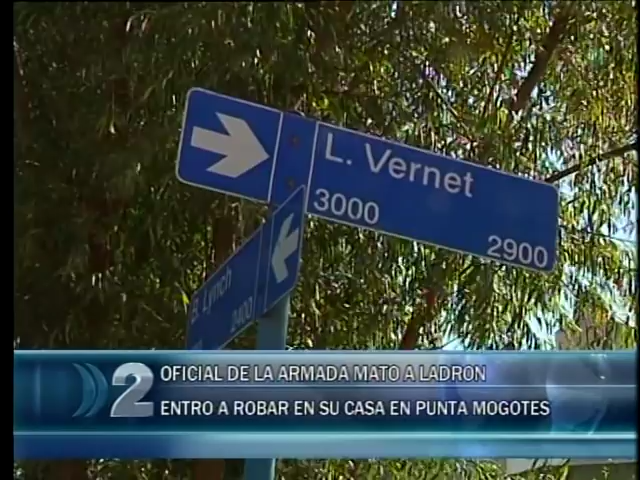 L. Vernet
3000 2900
B. Lynch
2400
2
OFICIAL DE LA ARMADA MATO A LADRON
ENTRO A ROBAR EN SU CASA EN PUNTA MOGOTES